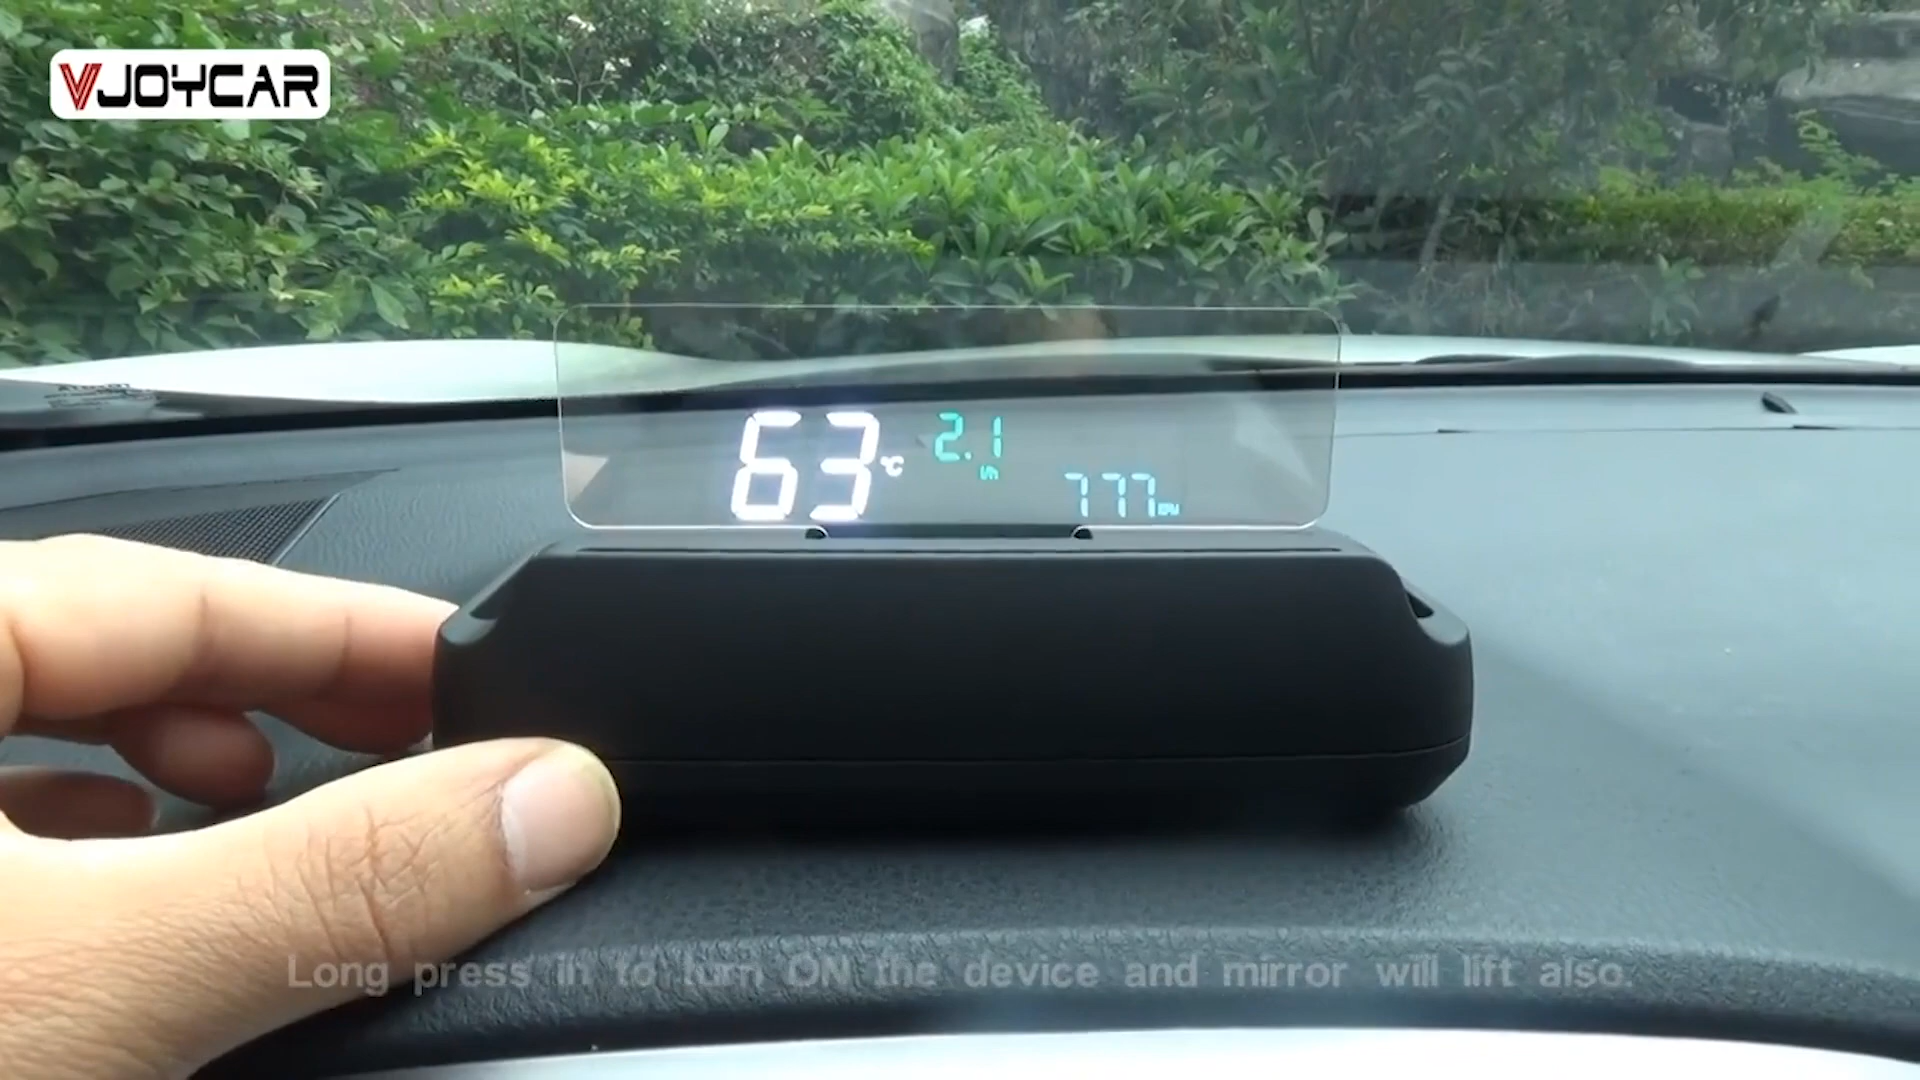 VJOYCAR
63 °C
2.1
l/h
777
Long press in to turn ON the device and mirror will lift also.